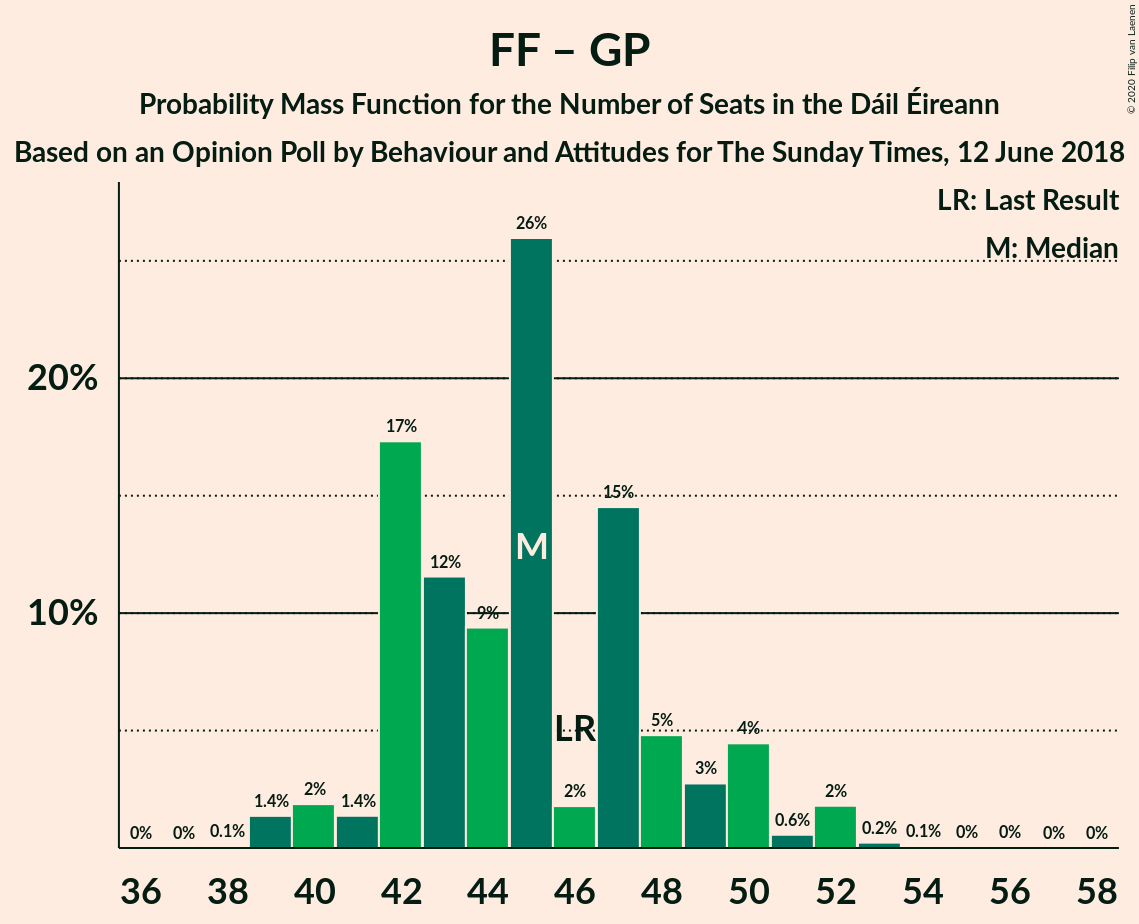 FF – GP
Probability Mass Function for the Number of Seats in the Dáil Éireann
Based on an Opinion Poll by Behaviour and Attitudes for The Sunday Times, 12 June 2018
© 2020 Filip van Laenen
LR: Last Result
M: Median
20%
10%
0% 0% 0.1% 1.4% 2% 1.4% 17% 12% 9% 26% 2% 15% 5% 3% 4% 0.6% 2% 0.2% 0.1% 0% 0% 0% 0%
M
LR
36 38 40 42 44 46 48 50 52 54 56 58